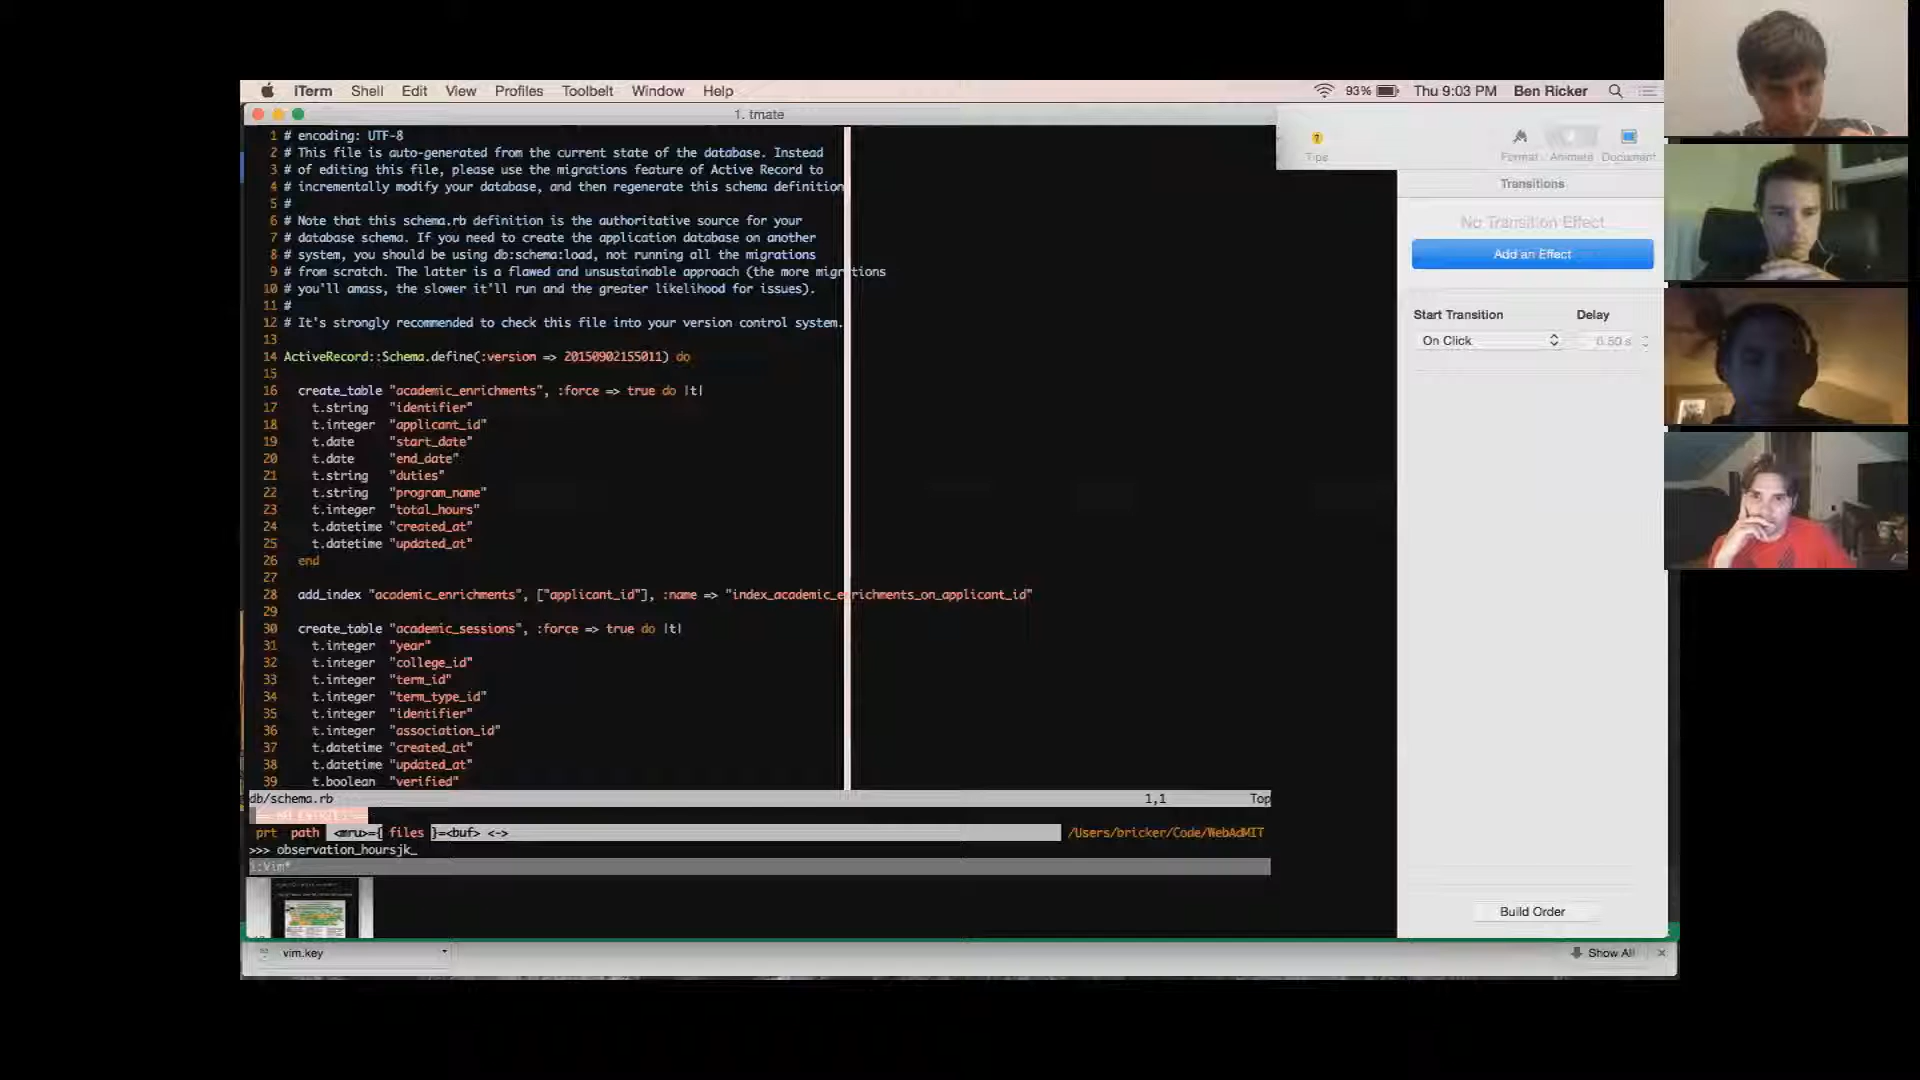 iTerm Shell Edit View Profiles Toolbelt Window Help 93% Thu 9:03 PM Ben Ricker
1. tmate
1 # encoding: UTF-8
2 # This file is auto-generated from the current state of the database. Instead
3 # of editing this file, please use the migrations feature of Active Record to
4 # incrementally modify your database, and then regenerate this schema definition
5 #
6 # Note that this schema.rb definition is the authoritative source for your
7 # database schema. If you need to create the application database on another
8 # system, you should be using db:schema:load, not running all the migrations
9 # from scratch. The latter is a flawed and unsustainable approach (the more migrations
10 # you'll amass, the slower it'll run and the greater likelihood for issues).
11 #
12 # It's strongly recommended to check this file into your version control system.
13
14 ActiveRecord::Schema.define(:version => 20150902155011) do
15
16 create_table "academic_enrichments", :force => true do |t|
17 t.string "identifier"
18 t.integer "applicant_id"
19 t.date "start_date"
20 t.date "end_date"
21 t.string "duties"
22 t.string "program_name"
23 t.integer "total_hours"
24 t.datetime "created_at"
25 t.datetime "updated_at"
26 end
27
28 add_index "academic_enrichments", ["applicant_id"], :name => "index_academic_enrichments_on_applicant_id"
29
30 create_table "academic_sessions", :force => true do |t|
31 t.integer "year"
32 t.integer "college_id"
33 t.integer "term_id"
34 t.integer "term_type_id"
35 t.integer "identifier"
36 t.integer "association_id"
37 t.datetime "created_at"
38 t.datetime "updated_at"
39 t.boolean "verified"
db/schema.rb 1,1 Top
prt path <mru>={ files }=<buf> <-> /Users/bricker/Code/WebAdMIT
>>> observation_hoursjk_
1:Vim*
Tips Format Animate Document
Transitions
No Transition Effect
Add an Effect
Start Transition Delay
On Click 0.50 s
Build Order
vim.key Show All